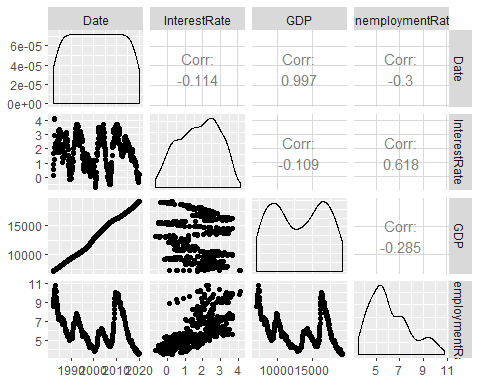 Date InterestRate GDP nemploymentRat
6e-05
4e-05
2e-05
0e+00
Corr:
-0.114
Corr:
0.997
Corr:
-0.3
Date
4
3
2
1
0
Corr:
-0.109
Corr:
0.618
InterestRate
15000
10000
Corr:
-0.285
GDP
11
9
7
5
employmentRa
1990 2000 2010 2020 0 1 2 3 4 10000 15000 5 7 9 11